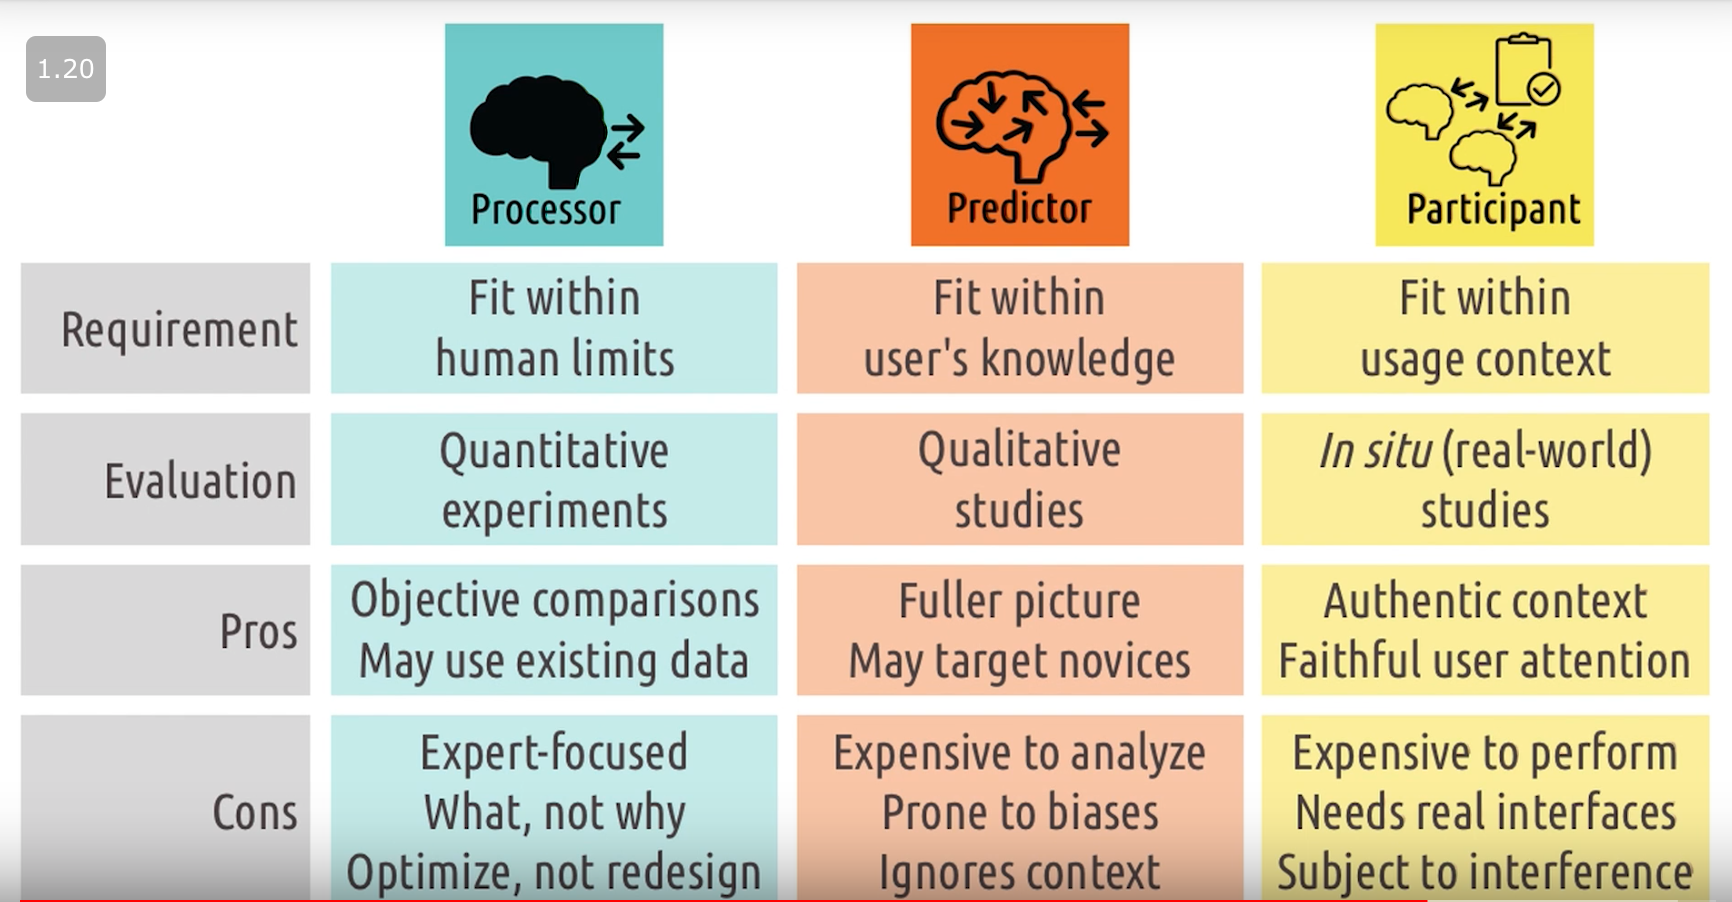 1.20
Processor
Predictor
Participant
Requirement
Fit within
human limits
Fit within
user's knowledge
Fit within
usage context
Evaluation
Quantitative
experiments
Qualitative
studies
In situ (real-world)
studies
Pros
Objective comparisons
May use existing data
Fuller picture
May target novices
Authentic context
Faithful user attention
Cons
Expert-focused
What, not why
Optimize, not redesign
Expensive to analyze
Prone to biases
Ignores context
Expensive to perform
Needs real interfaces
Subject to interference